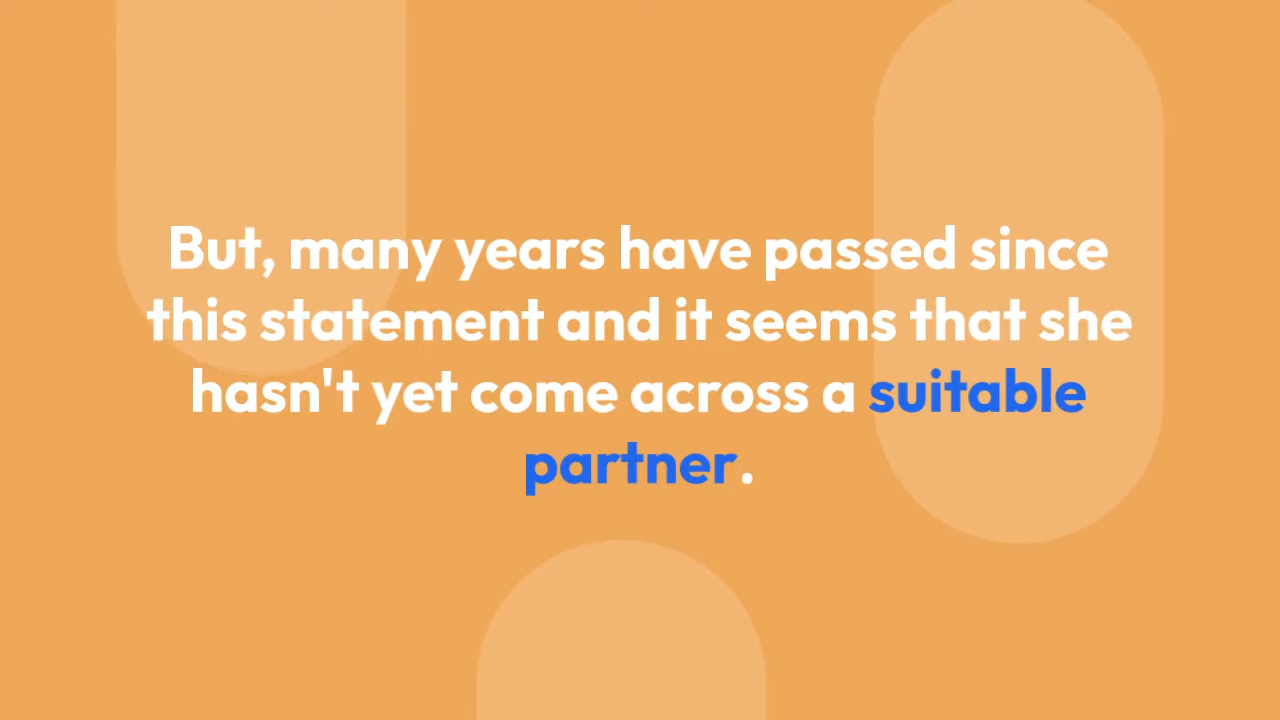 But, many years have passed since
this statement and it seems that she
hasn't yet come across a suitable
partner.